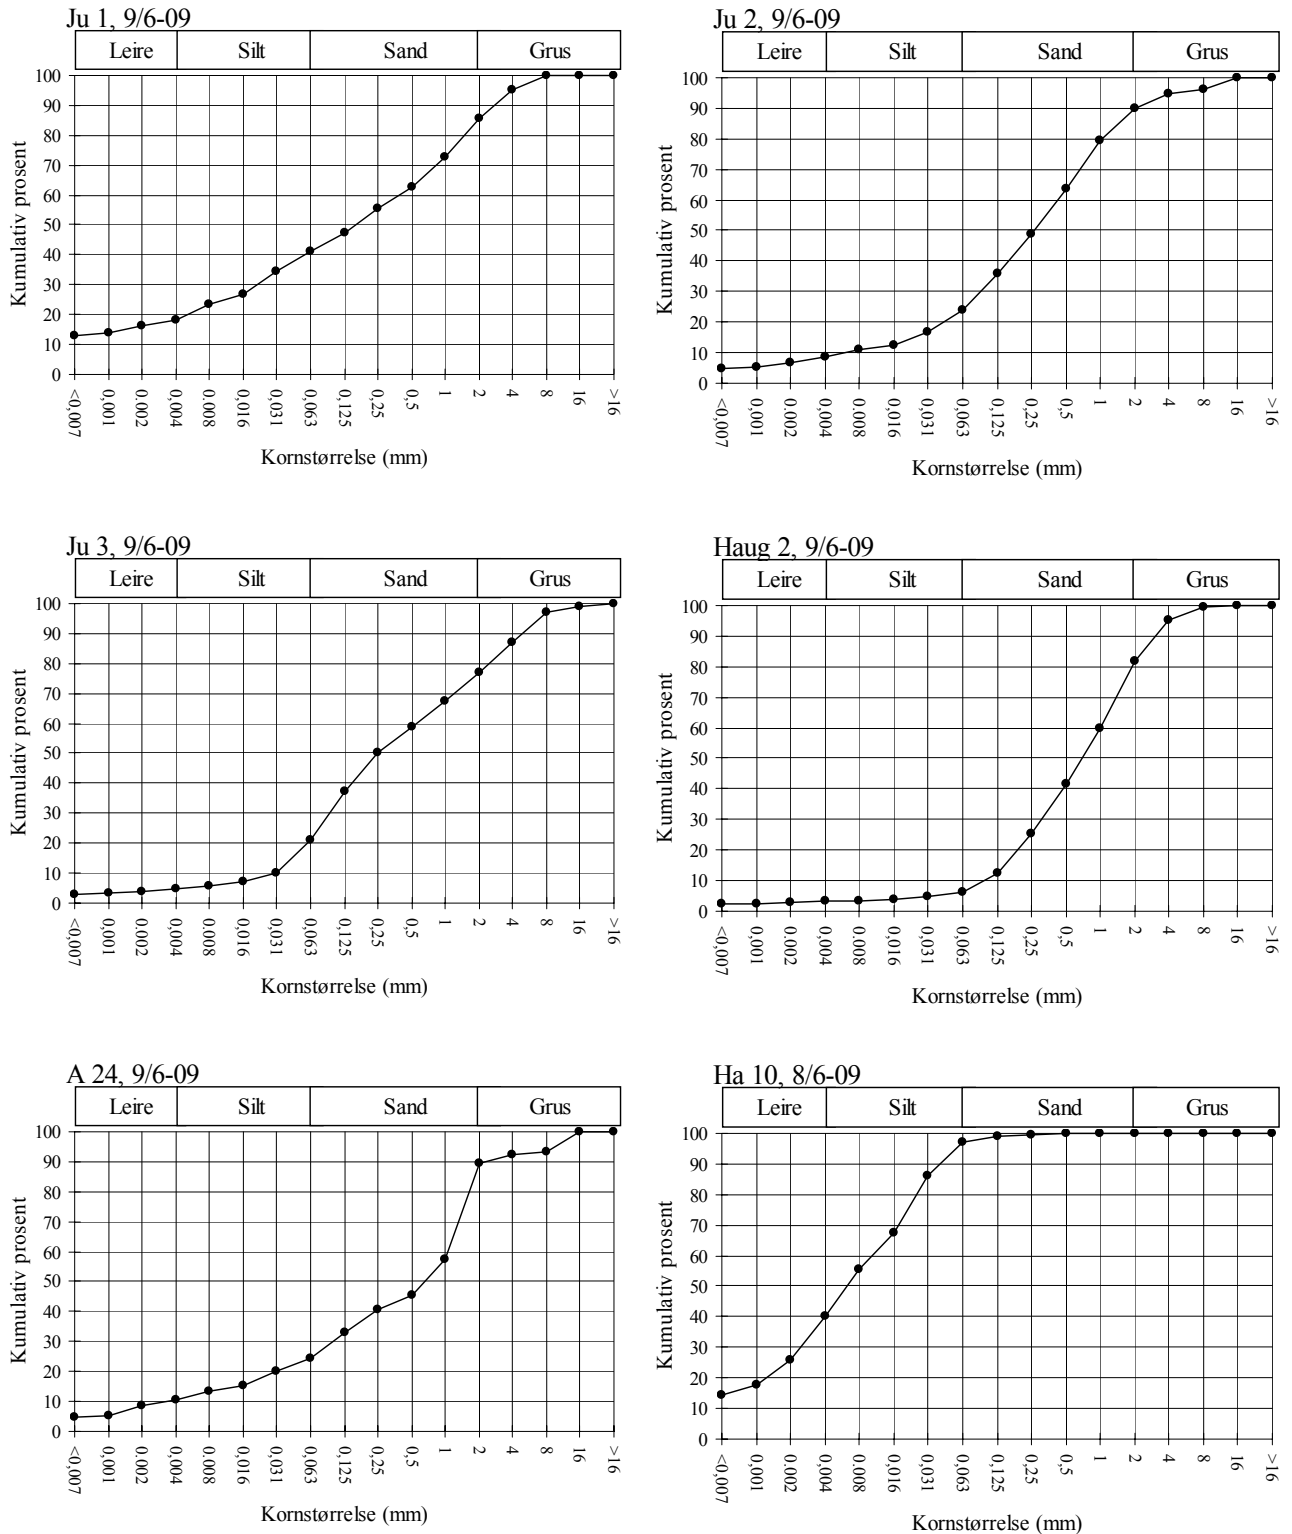 Ju 1, 9/6-09
Leire Silt Sand Grus
100
90
80
70
60
50
40
30
20
10
0
Kumulativ prosent
<0,007 0,001 0.002 0,004 0.008 0,016 0,031 0,063 0,125 0,25 0,5 1 2 4 8 16 >16
Kornstørrelse (mm)
Ju 2, 9/6-09
Leire Silt Sand Grus
100
90
80
70
60
50
40
30
20
10
0
Kumulativ prosent
<0,007 0,001 0.002 0,004 0.008 0,016 0,031 0,063 0,125 0,25 0,5 1 2 4 8 16 >16
Kornstørrelse (mm)
Ju 3, 9/6-09
Leire Silt Sand Grus
100
90
80
70
60
50
40
30
20
10
0
Kumulativ prosent
<0,007 0,001 0.002 0,004 0.008 0,016 0,031 0,063 0,125 0,25 0,5 1 2 4 8 16 >16
Kornstørrelse (mm)
Haug 2, 9/6-09
Leire Silt Sand Grus
100
90
80
70
60
50
40
30
20
10
0
Kumulativ prosent
<0,007 0,001 0.002 0,004 0.008 0,016 0,031 0,063 0,125 0,25 0,5 1 2 4 8 16 >16
Kornstørrelse (mm)
A 24, 9/6-09
Leire Silt Sand Grus
100
90
80
70
60
50
40
30
20
10
0
Kumulativ prosent
<0,007 0,001 0.002 0,004 0.008 0,016 0,031 0,063 0,125 0,25 0,5 1 2 4 8 16 >16
Kornstørrelse (mm)
Ha 10, 8/6-09
Leire Silt Sand Grus
100
90
80
70
60
50
40
30
20
10
0
Kumulativ prosent
<0,007 0,001 0.002 0,004 0.008 0,016 0,031 0,063 0,125 0,25 0,5 1 2 4 8 16 >16
Kornstørrelse (mm)